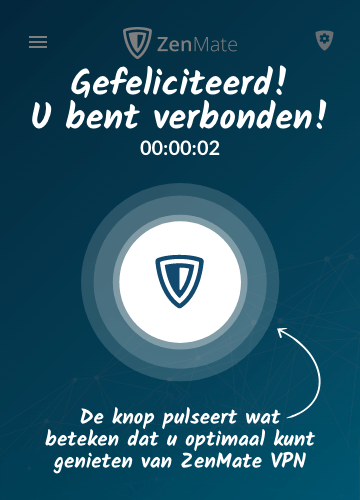 ZenMate
Gefeliciteerd!
U bent verbonden!
00:00:02
De knop pulseert wat
beteken dat u optimaal kunt
genieten van ZenMate VPN